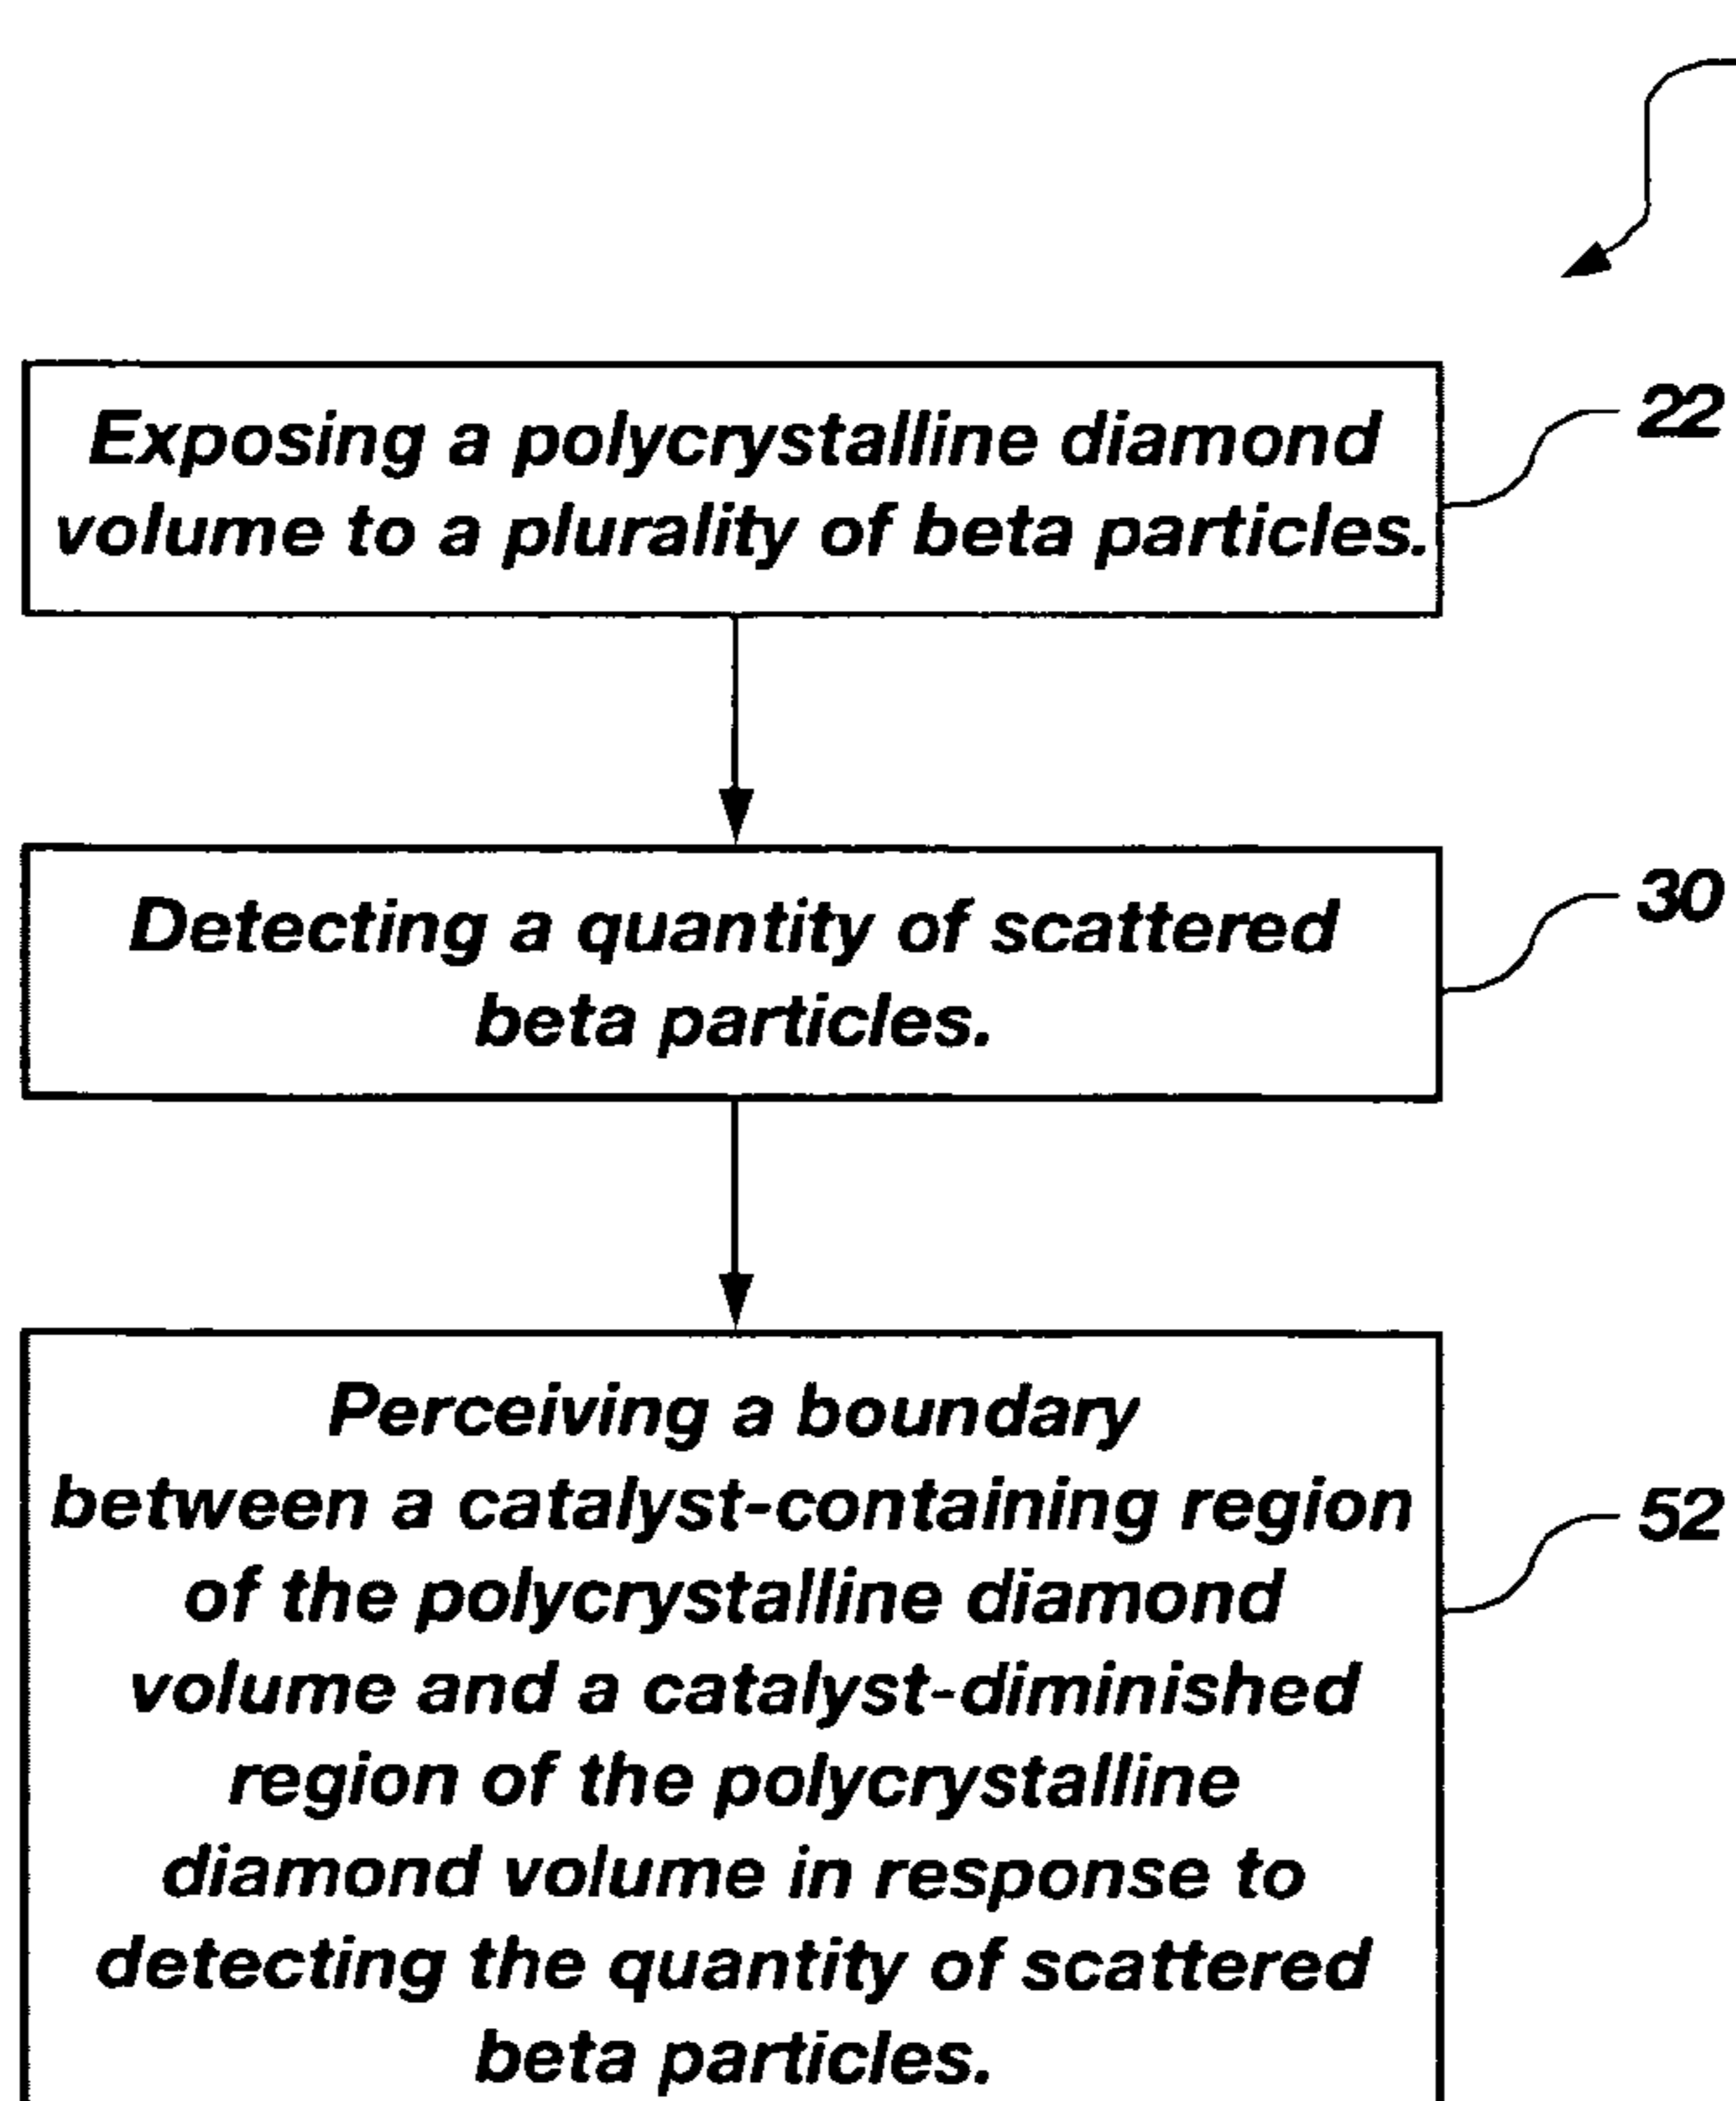 Exposing a polycrystalline diamond
volume to a plurality of beta particles.
22
Detecting a quantity of scattered
beta particles.
30
Perceiving a boundary
between a catalyst-containing region
of the polycrystalline diamond
volume and a catalyst-diminished
region of the polycrystalline
diamond volume in response to
detecting the quantity of scattered
beta particles.
52